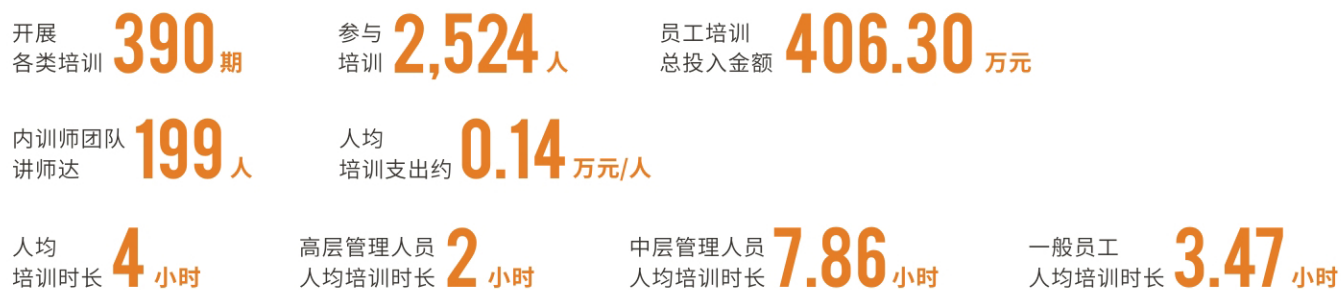 开展
各类培训 390 期
参与
培训 2,524 人
员工培训
总投入金额 406.30 万元
内训师团队
讲师达 199 人
人均
培训支出约 0.14 万元/人
人均
培训时长 4 小时
高层管理人员
人均培训时长 2 小时
中层管理人员
人均培训时长 7.86 小时
一般员工
人均培训时长 3.47 小时